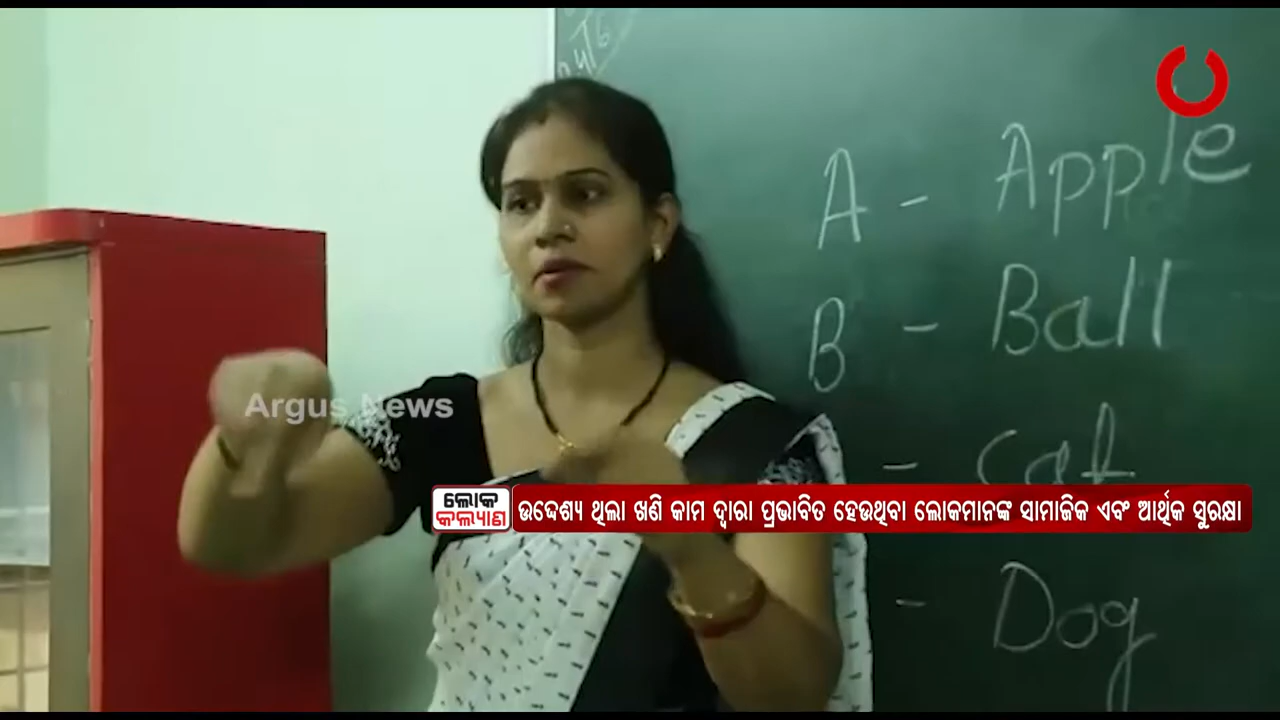 A - Apple
B - Ball
- Cat
- Dog
Argus News
ଲୋକ
କଲ୍ୟାଣ
ଉଦ୍ଦେଶ୍ୟ ଥିଲା ଖଣି କାମ ଦ୍ୱାରା ପ୍ରଭାବିତ ହେଉଥିବା ଲୋକମାନଙ୍କ ସାମାଜିକ ଏବଂ ଆର୍ଥିକ ସୁରକ୍ଷା